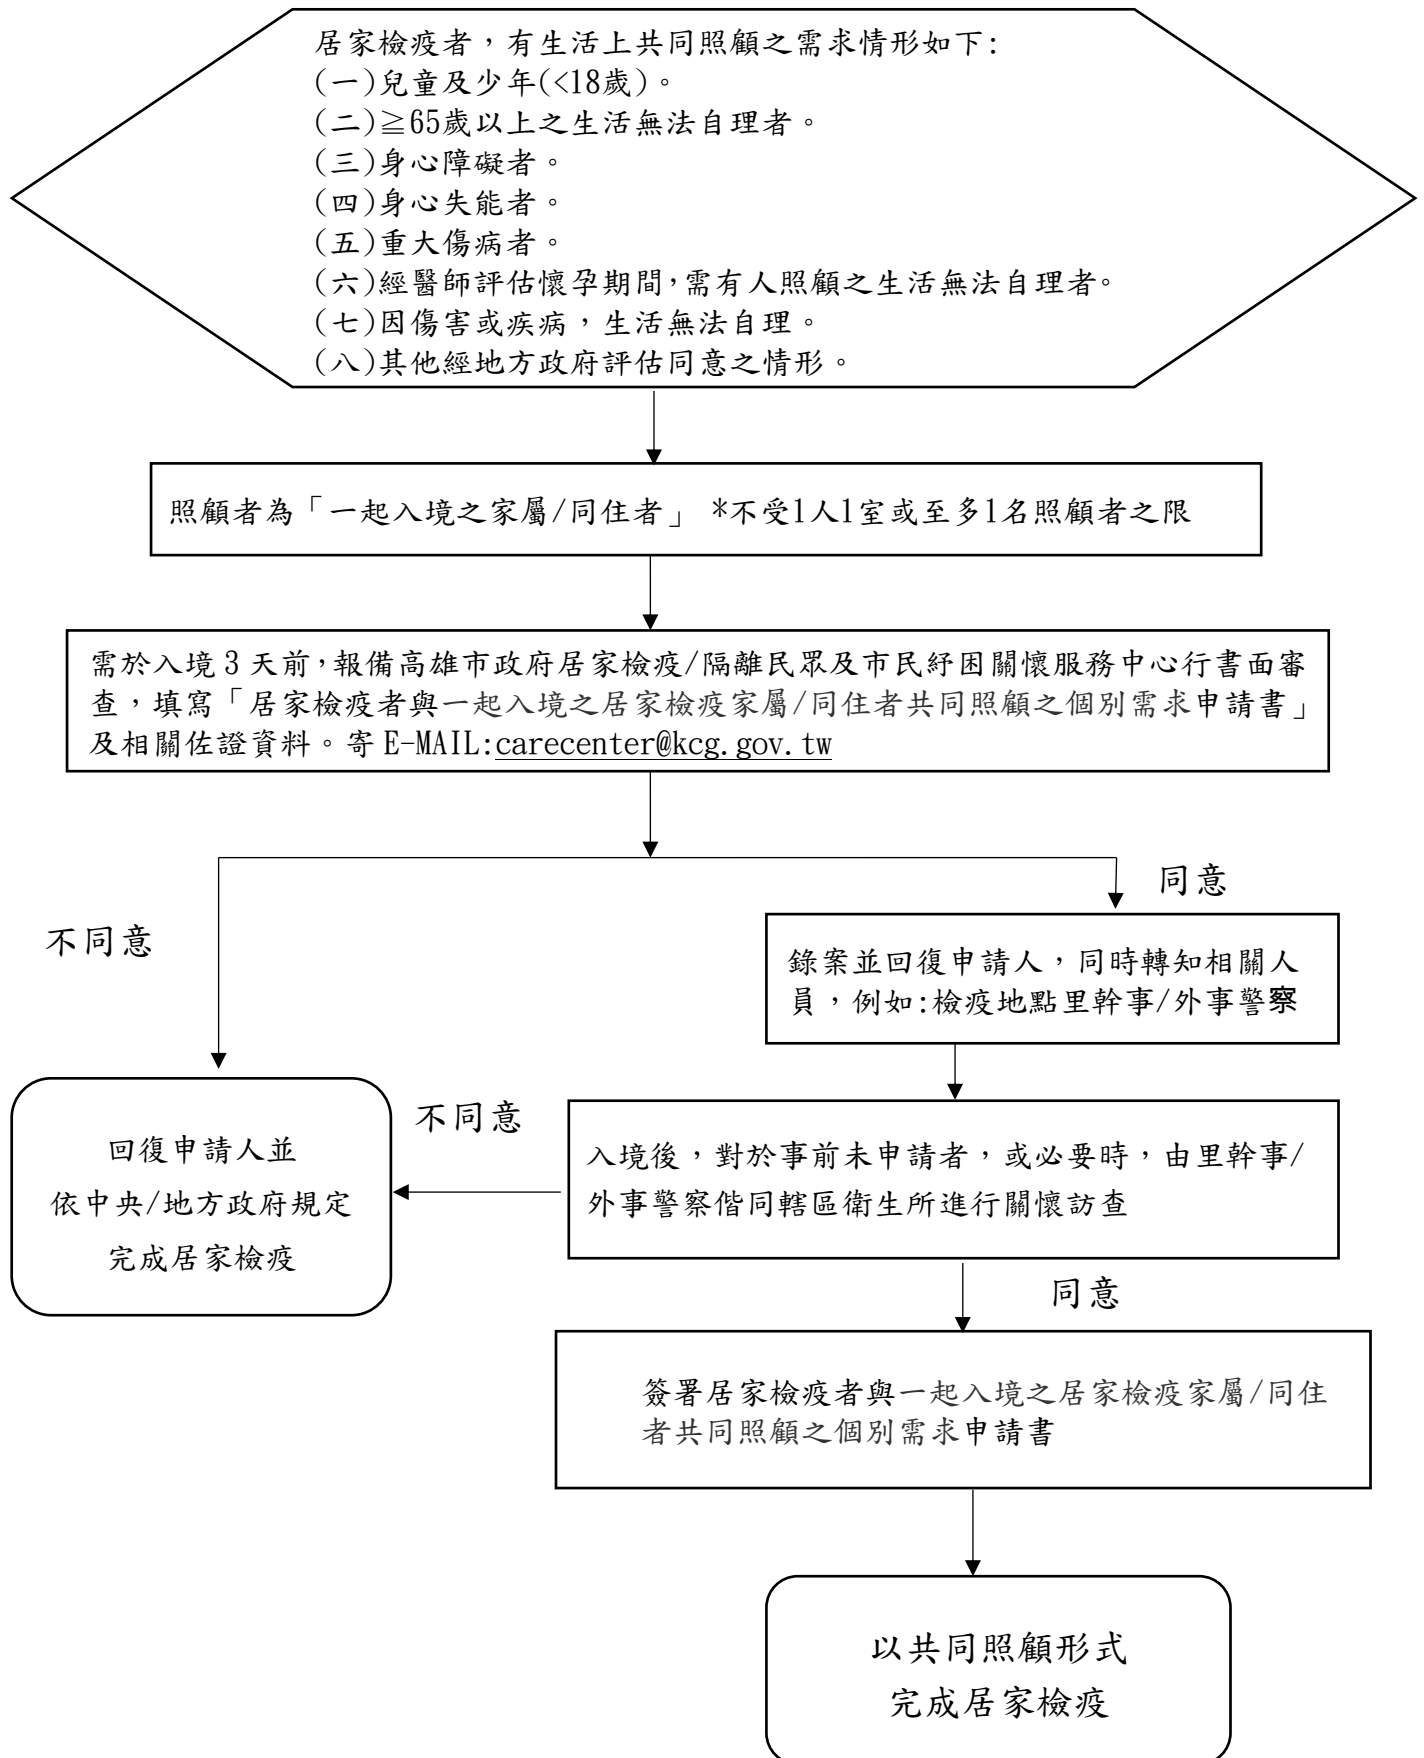 居家檢疫者，有生活上共同照顧之需求情形如下:
(一)兒童及少年(<18歲)。
(二)≧65歲以上之生活無法自理者。
(三)身心障礙者。
(四)身心失能者。
(五)重大傷病者。
(六)經醫師評估懷孕期間,需有人照顧之生活無法自理者。
(七)因傷害或疾病，生活無法自理。
(八)其他經地方政府評估同意之情形。
照顧者為「一起入境之家屬/同住者」 *不受1人1室或至多1名照顧者之限
需於入境 3 天前,報備高雄市政府居家檢疫/隔離民眾及市民紓困關懷服務中心行書面審
查，填寫「居家檢疫者與一起入境之居家檢疫家屬/同住者共同照顧之個別需求申請書」
及相關佐證資料。寄 E-MAIL:carecenter@kcg.gov.tw
同意
不同意
錄案並回復申請人，同時轉知相關人
員，例如:檢疫地點里幹事/外事警察
不同意
回復申請人並
依中央/地方政府規定
完成居家檢疫
入境後，對於事前未申請者，或必要時，由里幹事/
外事警察偕同轄區衛生所進行關懷訪查
同意
簽署居家檢疫者與一起入境之居家檢疫家屬/同住
者共同照顧之個別需求申請書
以共同照顧形式
完成居家檢疫